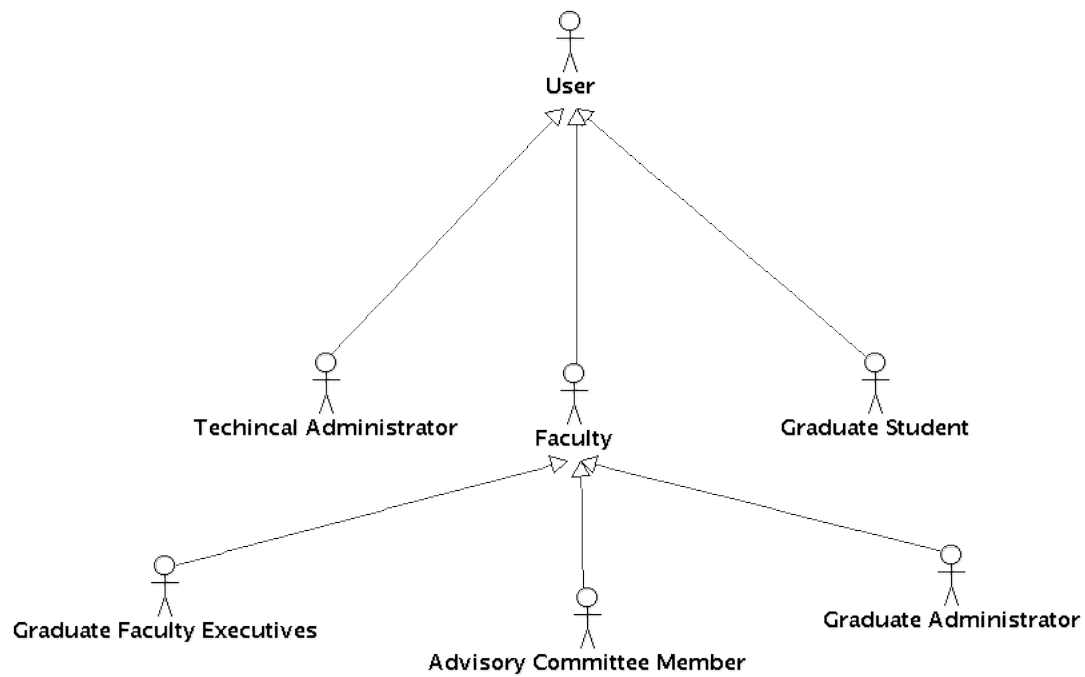 User
Techincal Administrator
Faculty
Graduate Student
Graduate Faculty Executives
Advisory Committee Member
Graduate Administrator